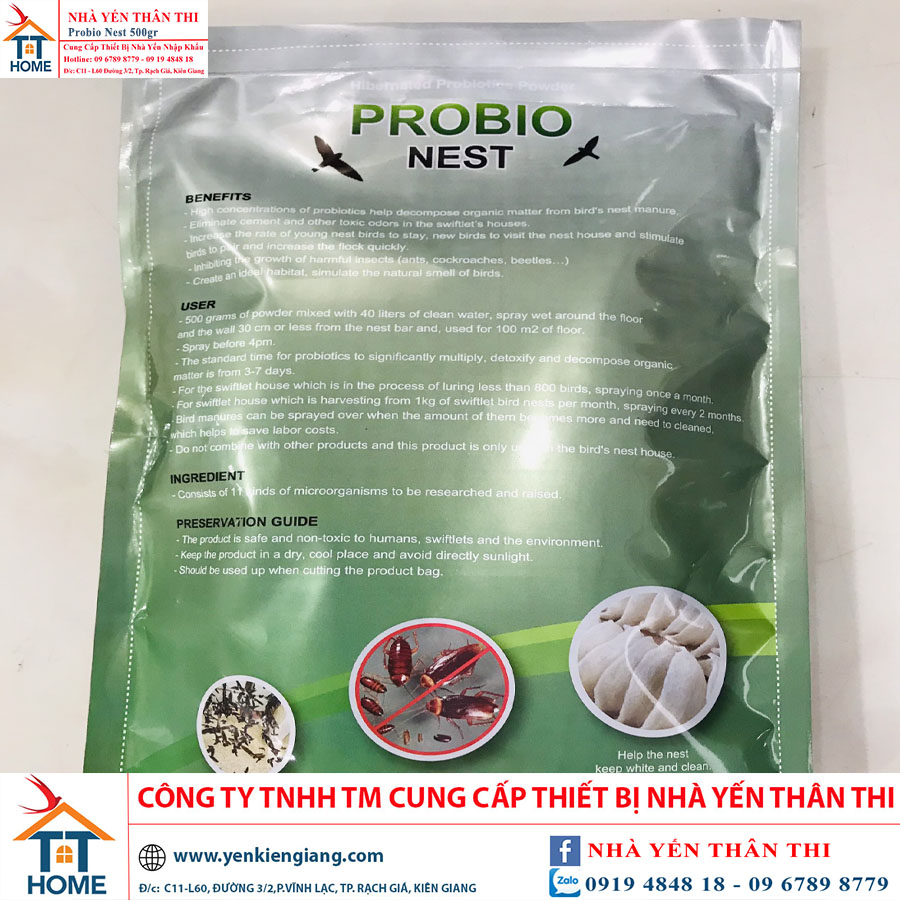 NHÀ YẾN THÂN THI
Probio Nest 500gr
Cung Cấp Thiết Bị Nhà Yến Nhập Khẩu
Hotline: 09 6789 8779 - 09 19 4848 18
Đ/c: C11 - L60 Đường 3/2, Tp. Rạch Giá, Kiên Giang
TT
HOME
Hibernated Probiotics Powder
PROBIO
NEST
BENEFITS
- High concentrations of probiotics help decompose organic matter from bird's nest manure.
- Eliminate cement and other toxic odors in the swiftlet's houses.
- Increase the rate of young nest birds to stay, new birds to visit the nest house and stimulate
birds to pair and increase the flock quickly.
- Inhibiting the growth of harmful insects (ants, cockroaches, beetles...)
- Create an ideal habitat, simulate the natural smell of birds.
USER
- 500 grams of powder mixed with 40 liters of clean water, spray wet around the floor
and the wall 30 cm or less from the nest bar and, used for 100 m2 of floor.
- Spray before 4pm.
- The standard time for probiotics to significantly multiply, detoxify and decompose organic
matter is from 3-7 days.
- For the swiftlet house which is in the process of luring less than 800 birds, spraying once a month.
- For swiftlet house which is harvesting from 1kg of swiftlet bird nests per month, spraying every 2 months.
- Bird manures can be sprayed over when the amount of them becomes more and need to cleaned,
which helps to save labor costs.
- Do not combine with other products and this product is only in the bird's nest house.
INGREDIENT
- Consists of 11 kinds of microorganisms to be researched and raised.
PRESERVATION GUIDE
- The product is safe and non-toxic to humans, swiftlets and the environment.
- Keep the product in a dry, cool place and avoid directly sunlight.
- Should be used up when cutting the product bag.
Help the nest
keep white and clean.
TT
HOME
CÔNG TY TNHH TM CUNG CẤP THIẾT BỊ NHÀ YẾN THÂN THI
www.yenkiengiang.com
f NHÀ YẾN THÂN THI
Zalo 0919 4848 18 - 09 6789 8779
Đ/c: C11-L60, ĐƯỜNG 3/2,P.VĨNH LẠC, TP. RẠCH GIÁ, KIÊN GIANG